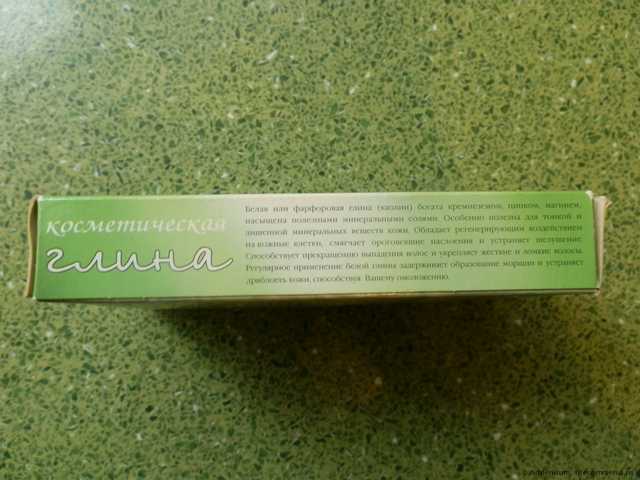 косметическая
глина
Белая или фарфоровая глина (каолин) богата кремнеземом, цинком, магнием,
насыщена полезными минеральными солями. Особенно полезна для тонкой и
лишенной минеральных веществ кожи. Обладает регенерирующим воздействием
на кожные клетки, смягчает ороговевшие наслоения и устраняет шелушение.
Способствует прекращению выпадения волос и укрепляет жесткие и ломкие волосы.
Регулярное применение белой глины задерживает образование морщин и устраняет
дряблость кожи, способствуя Вашему омоложению.